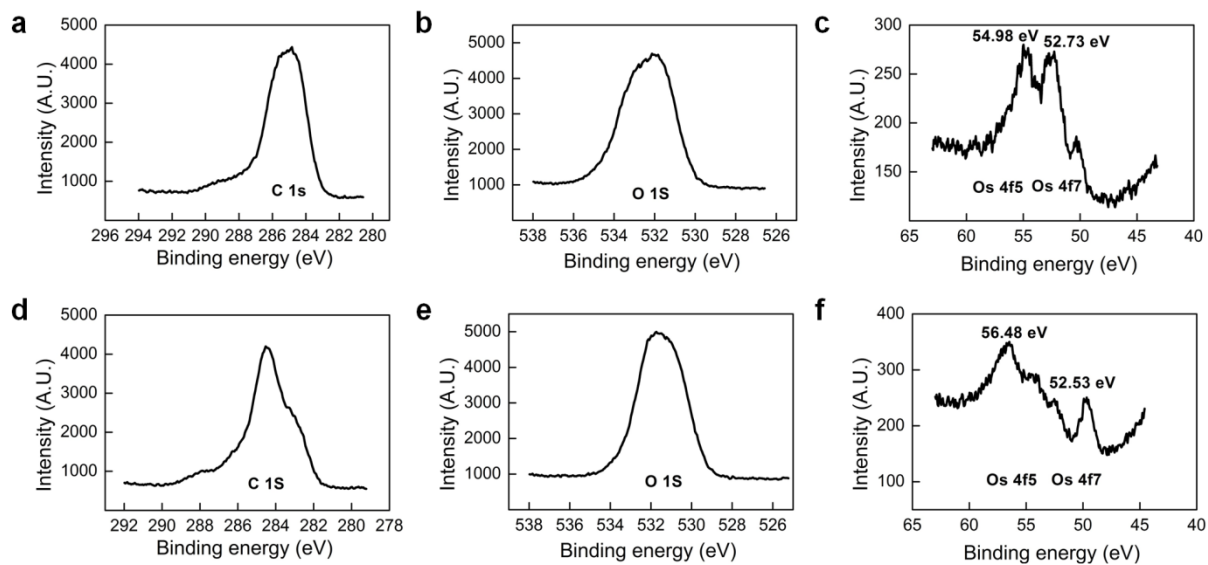 a
Intensity (A.U.)
5000
4000
3000
2000
1000
C 1s
296 294 292 290 288 286 284 282 280
Binding energy (eV)
b
Intensity (A.U.)
5000
4000
3000
2000
1000
0
O 1S
538 536 534 532 530 528 526
Binding energy (eV)
c
Intensity (A.U.)
300
250
150
100
54.98 eV
52.73 eV
Os 4f5 Os 4f7
65 60 55 50 45 40
Binding energy (eV)
d
Intensity (A.U.)
5000
4000
3000
2000
1000
C 1S
292 290 288 286 284 282 280 278
Binding energy (eV)
e
Intensity (A.U.)
5000
4000
3000
2000
1000
0
O 1S
538 536 534 532 530 528 526
Binding energy (eV)
f
Intensity (A.U.)
400
350
250
100
56.48 eV
52.53 eV
Os 4f5 Os 4f7
65 60 55 50 45 40
Binding energy (eV)